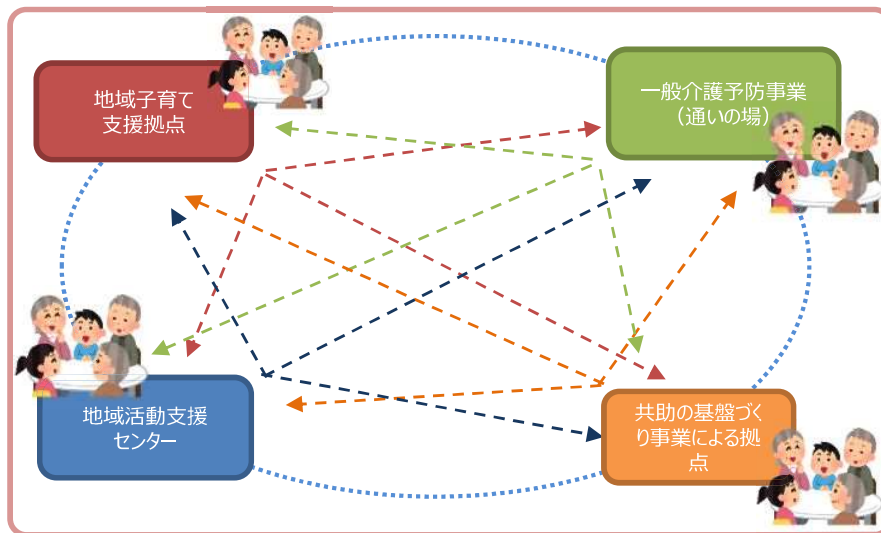 地域子育て
支援拠点
一般介護予防事業
（通いの場）
地域活動支援
センター
共助の基盤づく
り事業による拠
点